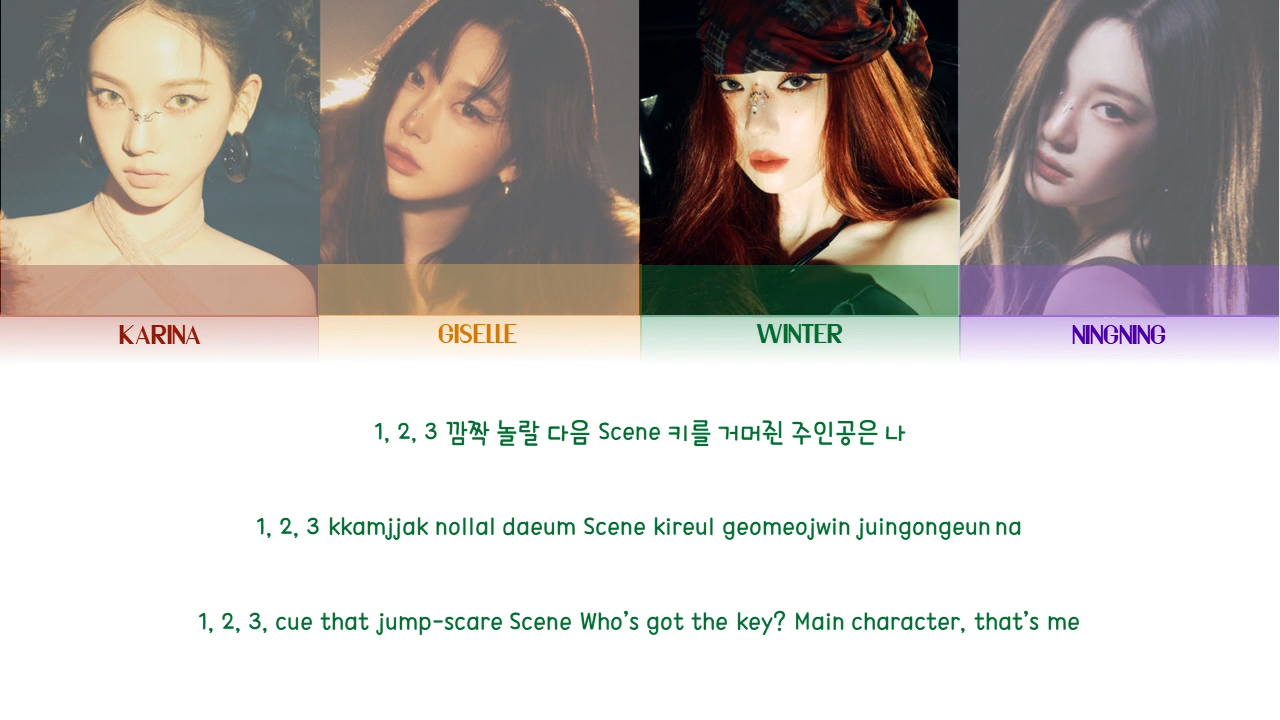 KARINA
GISELLE
WINTER
NINGNING
1, 2, 3 깜짝 놀랄 다음 Scene 키를 거머쥔 주인공은 나
1, 2, 3 kkamjjak nollal daeum Scene kireul geomeojwin juingongeun na
1, 2, 3, cue that jump-scare Scene Who’s got the key? Main character, that’s me